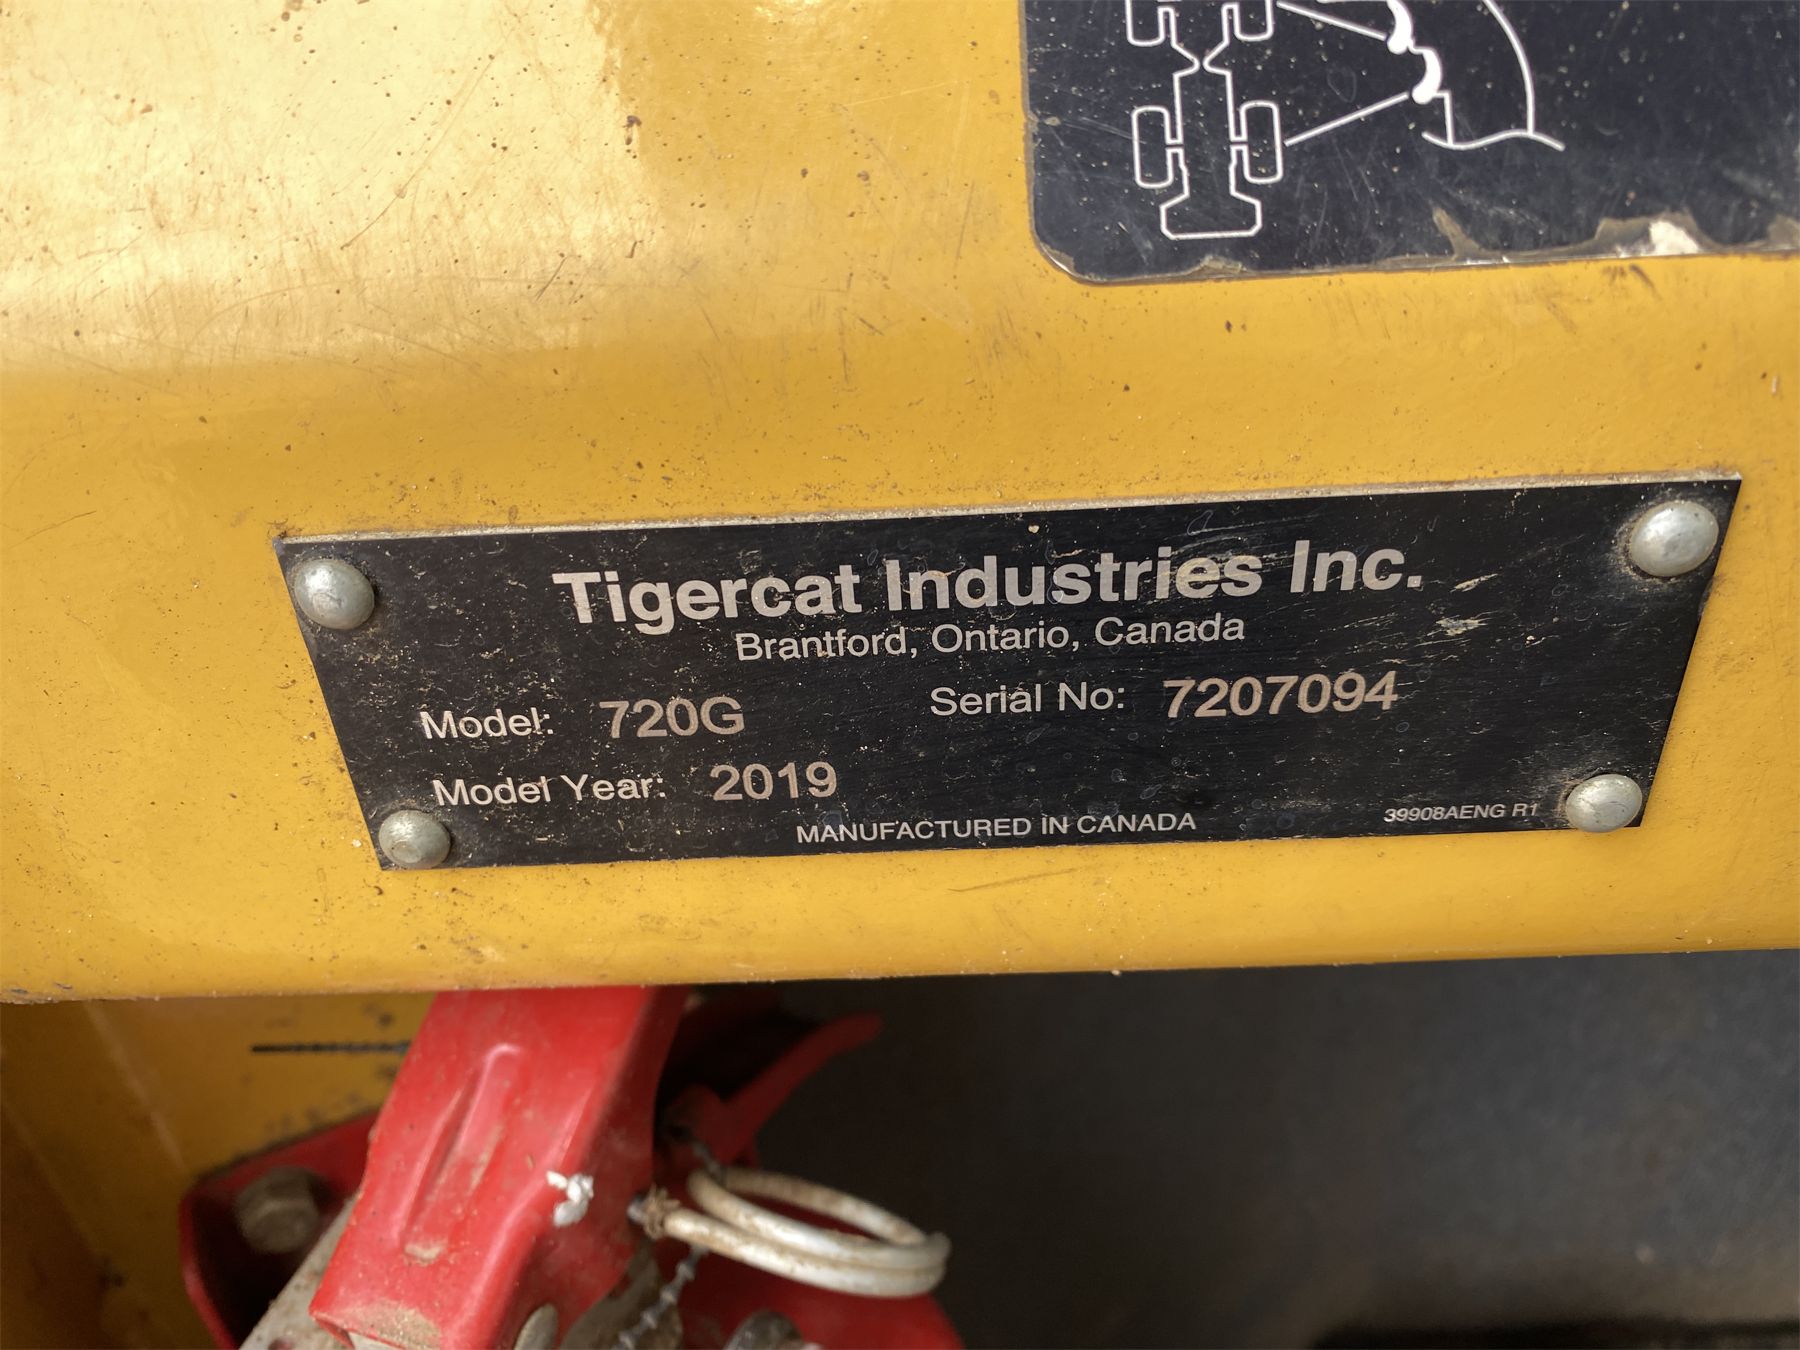 Tigercat Industries Inc.
Brantford, Ontario, Canada
Model: 720G Serial No: 7207094
Model Year: 2019
MANUFACTURED IN CANADA 39908AENG R1